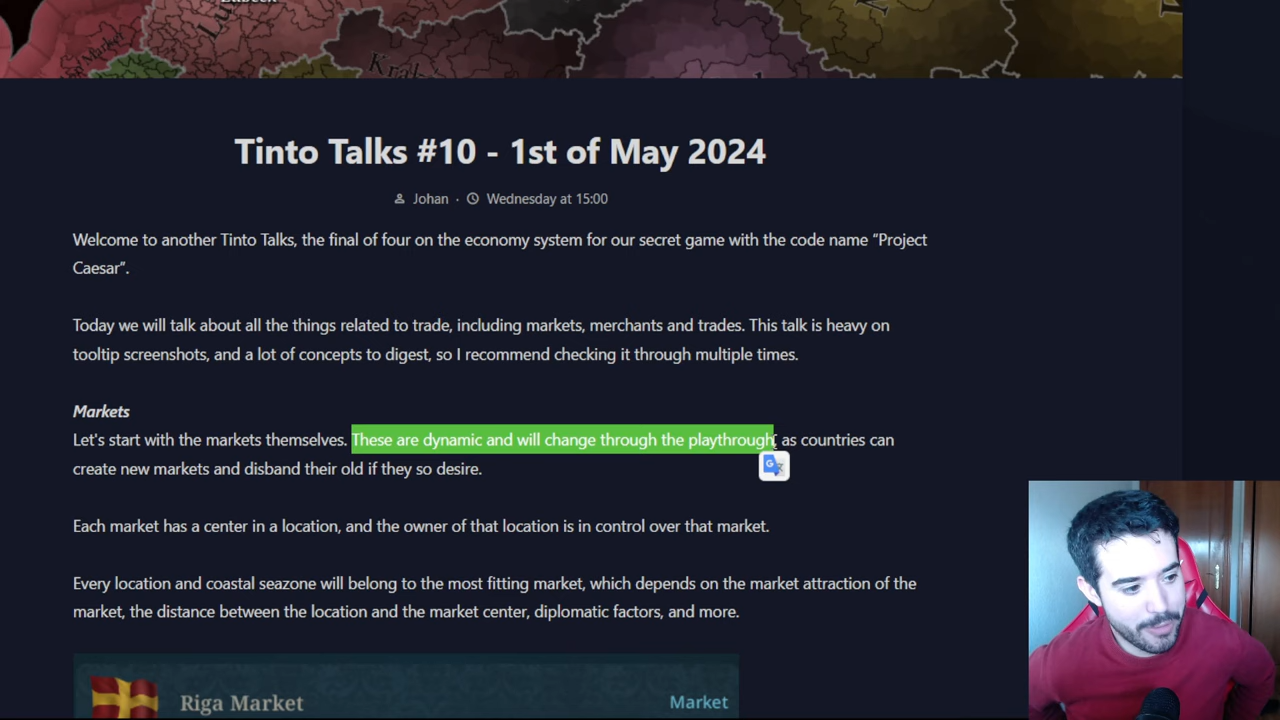 Lübeck
Market
Krak
Tinto Talks #10 - 1st of May 2024
Johan · Wednesday at 15:00
Welcome to another Tinto Talks, the final of four on the economy system for our secret game with the code name “Project
Caesar”.
Today we will talk about all the things related to trade, including markets, merchants and trades. This talk is heavy on
tooltip screenshots, and a lot of concepts to digest, so I recommend checking it through multiple times.
Markets
Let's start with the markets themselves. These are dynamic and will change through the playthrough, as countries can
create new markets and disband their old if they so desire.
Each market has a center in a location, and the owner of that location is in control over that market.
Every location and coastal seazone will belong to the most fitting market, which depends on the market attraction of the
market, the distance between the location and the market center, diplomatic factors, and more.
Riga Market
Market